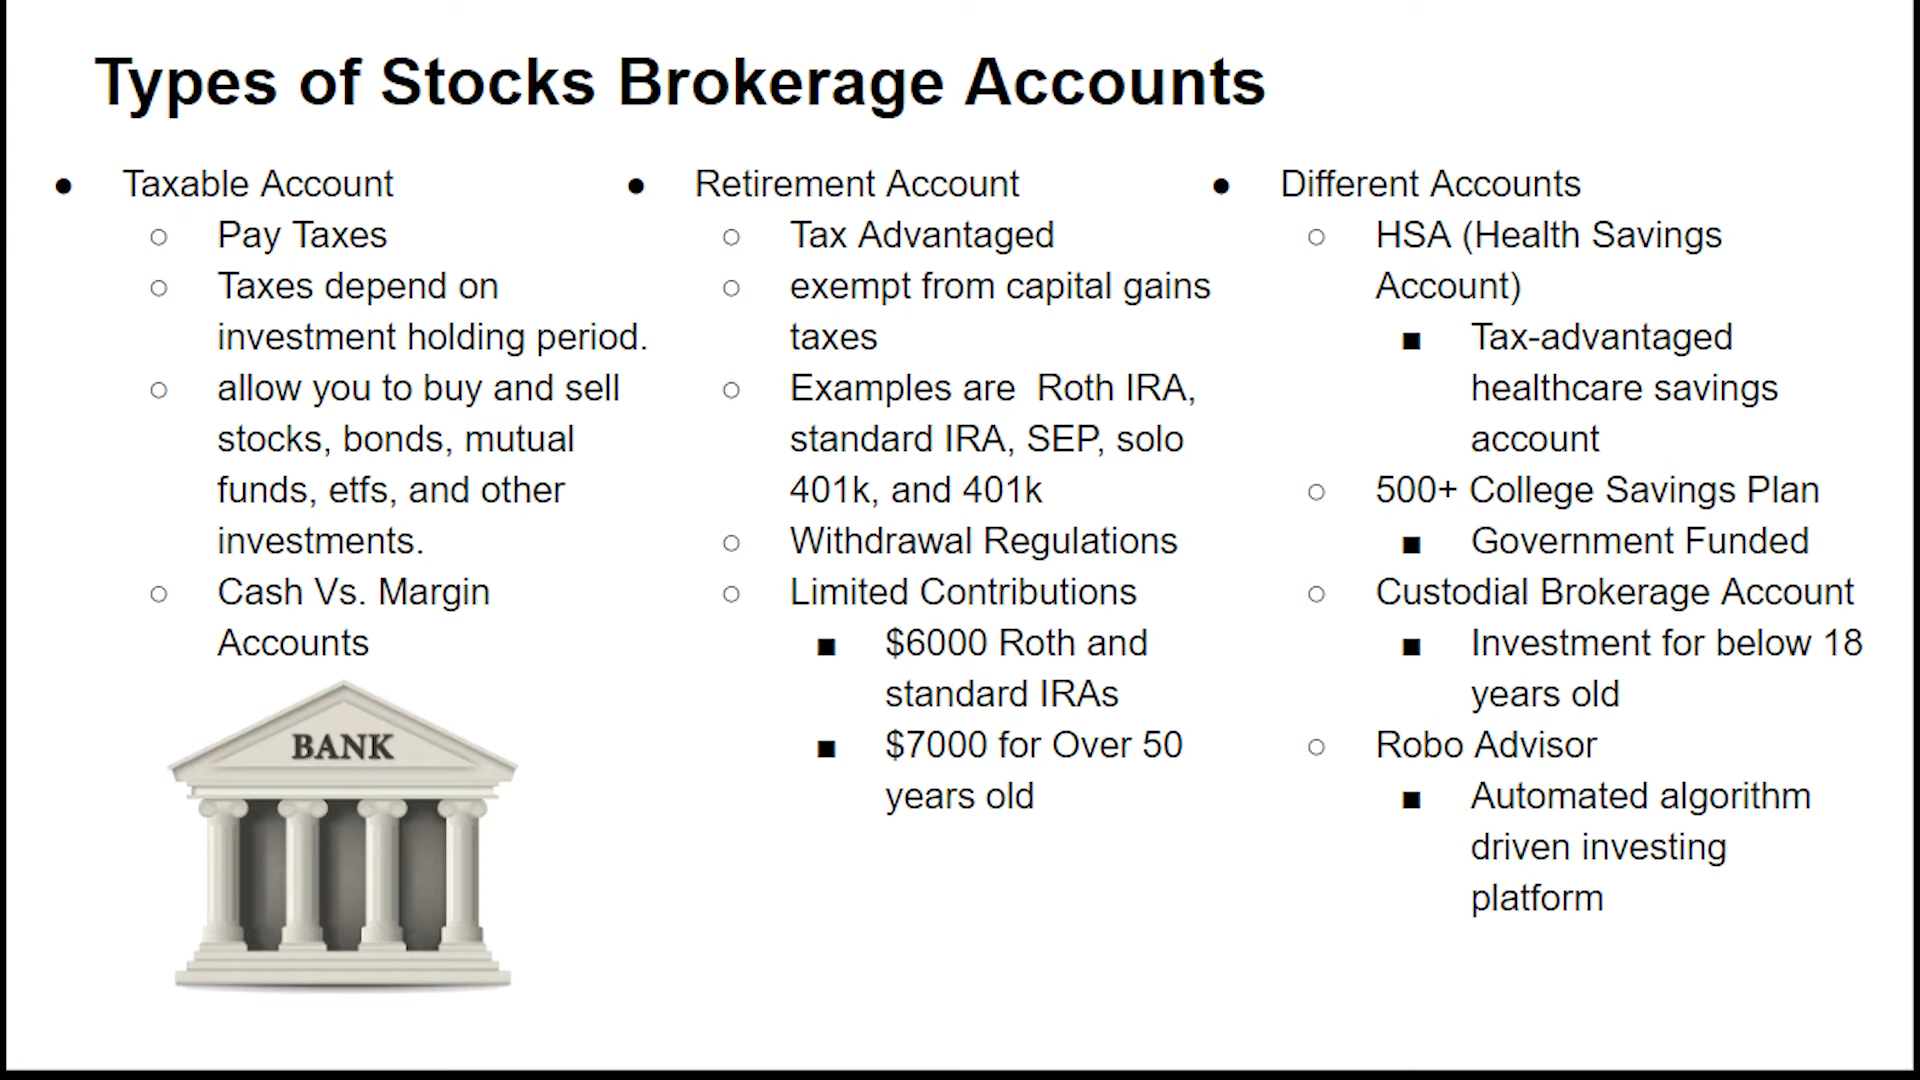 Types of Stocks Brokerage Accounts
● Taxable Account
○ Pay Taxes
○ Taxes depend on
investment holding period.
○ allow you to buy and sell
stocks, bonds, mutual
funds, etfs, and other
investments.
○ Cash Vs. Margin
Accounts
BANK
● Retirement Account
○ Tax Advantaged
○ exempt from capital gains
taxes
○ Examples are  Roth IRA,
standard IRA, SEP, solo
401k, and 401k
○ Withdrawal Regulations
○ Limited Contributions
■ $6000 Roth and
standard IRAs
■ $7000 for Over 50
years old
● Different Accounts
○ HSA (Health Savings
Account)
■ Tax-advantaged
healthcare savings
account
○ 500+ College Savings Plan
■ Government Funded
○ Custodial Brokerage Account
■ Investment for below 18
years old
○ Robo Advisor
■ Automated algorithm
driven investing
platform